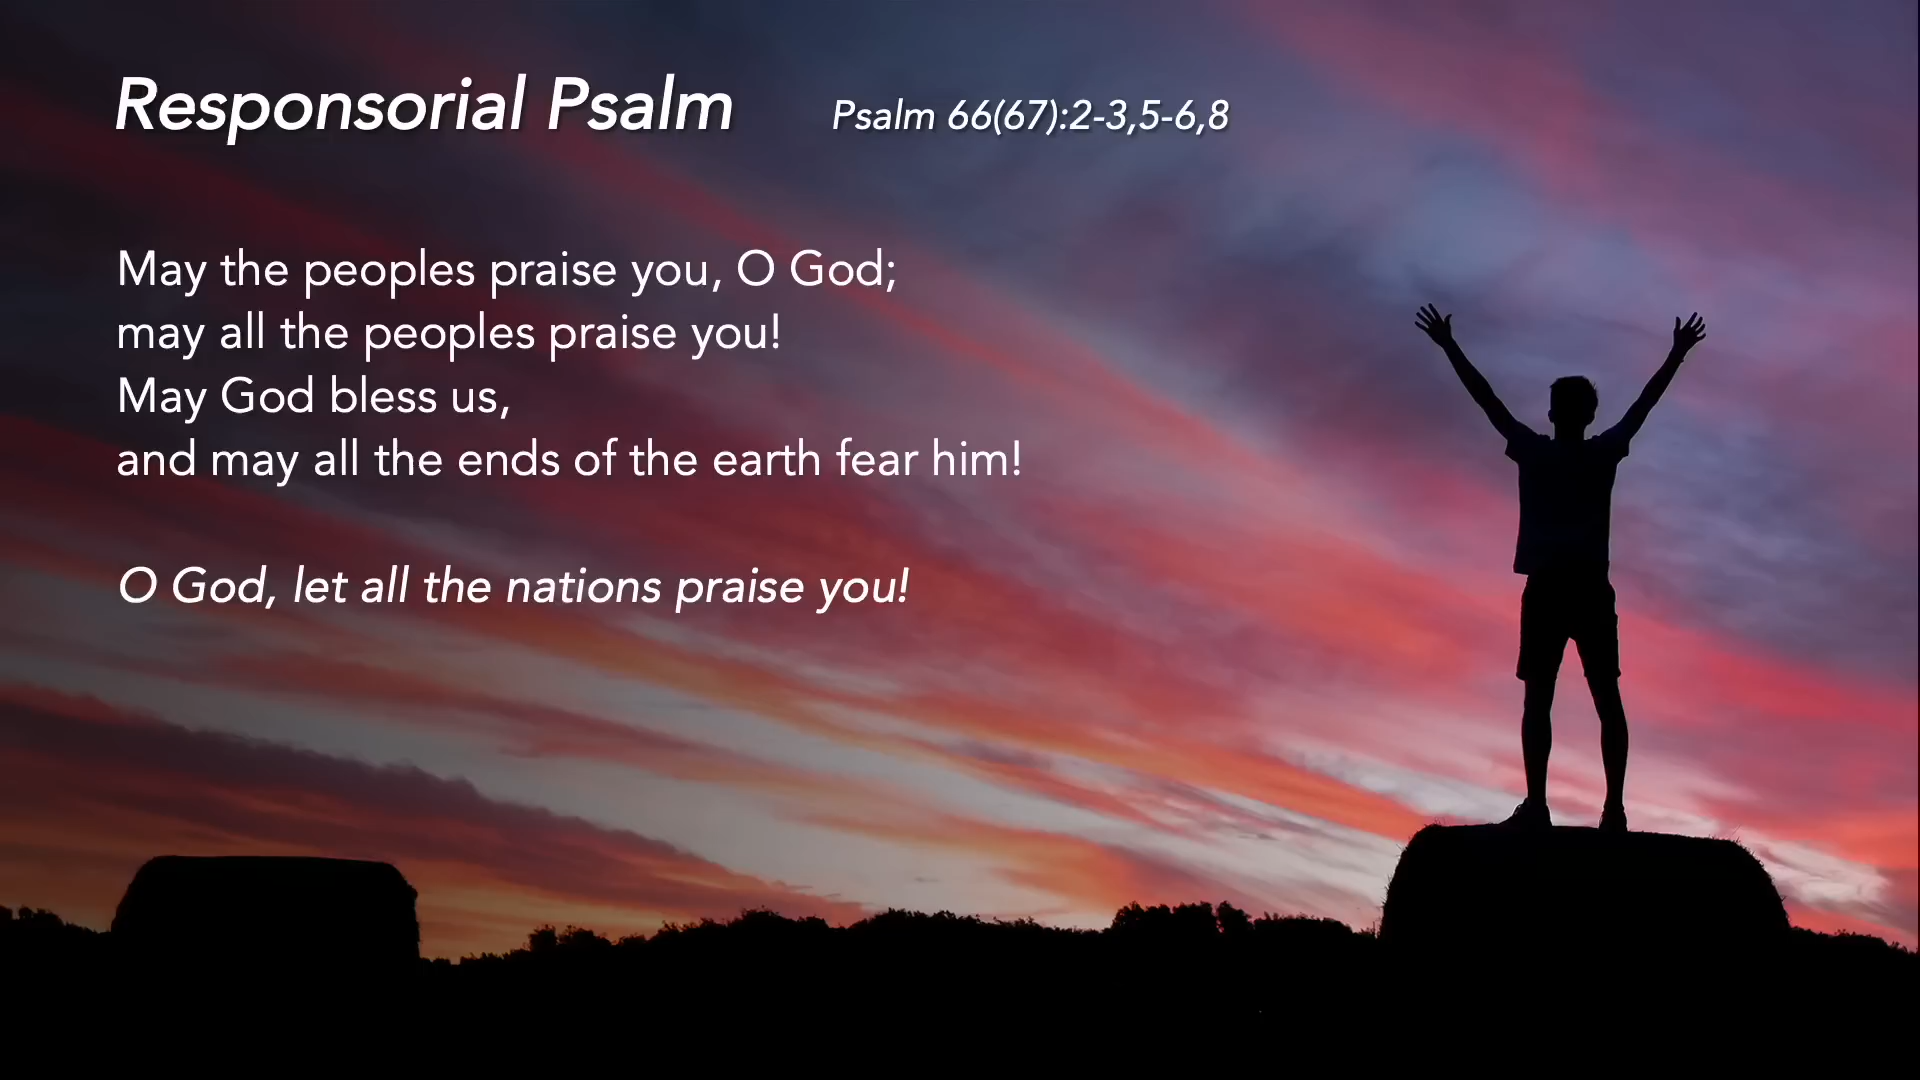 Responsorial Psalm Psalm 66(67):2-3,5-6,8
May the peoples praise you, O God;
may all the peoples praise you!
May God bless us,
and may all the ends of the earth fear him!
O God, let all the nations praise you!